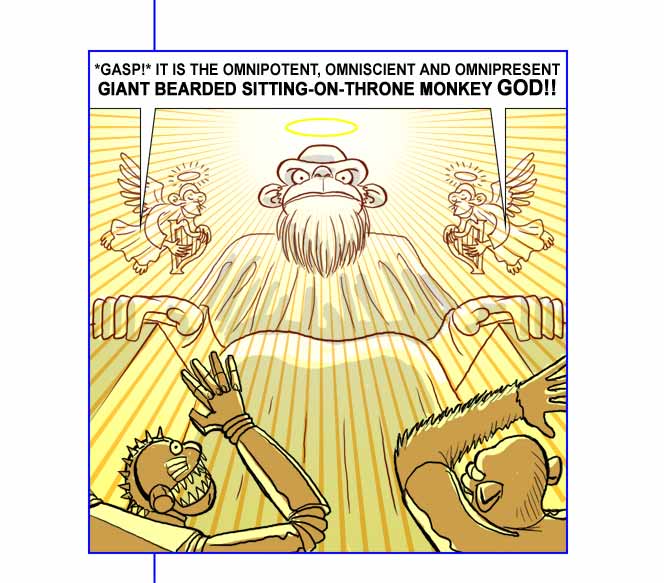 *GASP!* IT IS THE OMNIPOTENT, OMNISCIENT AND OMNIPRESENT
GIANT BEARDED SITTING-ON-THRONE MONKEY GOD!!